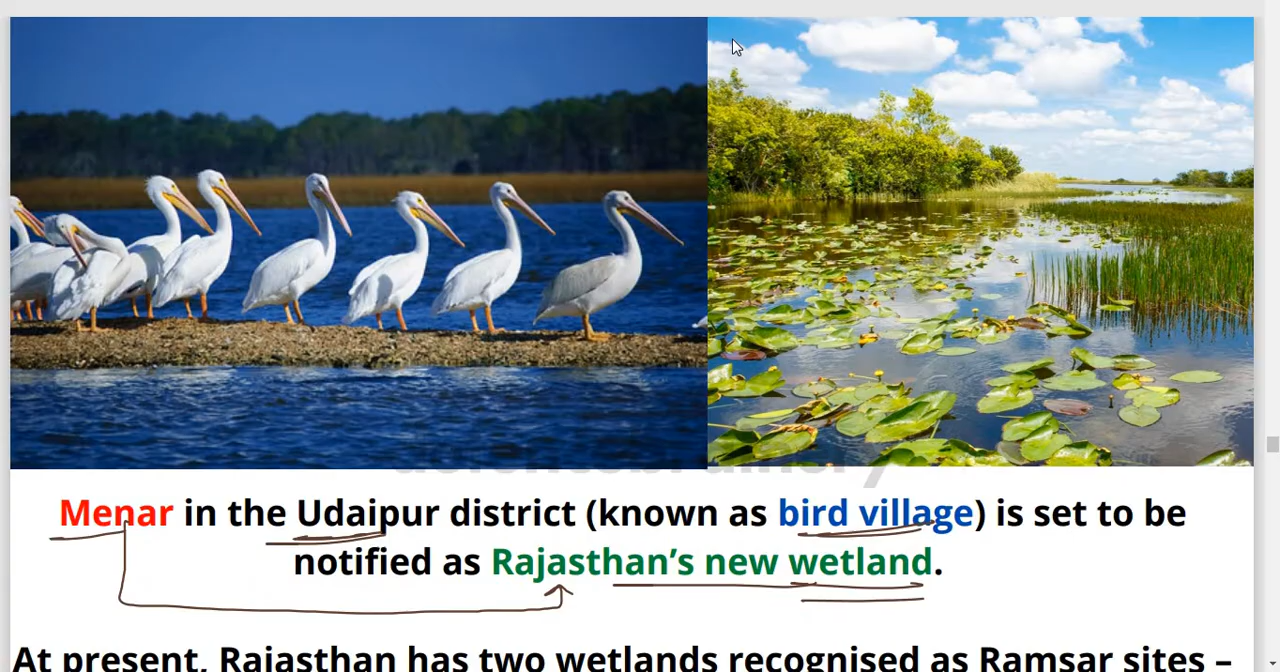 Menar in the Udaipur district (known as bird village) is set to be
notified as Rajasthan’s new wetland.
At present, Rajasthan has two wetlands recognised as Ramsar sites –